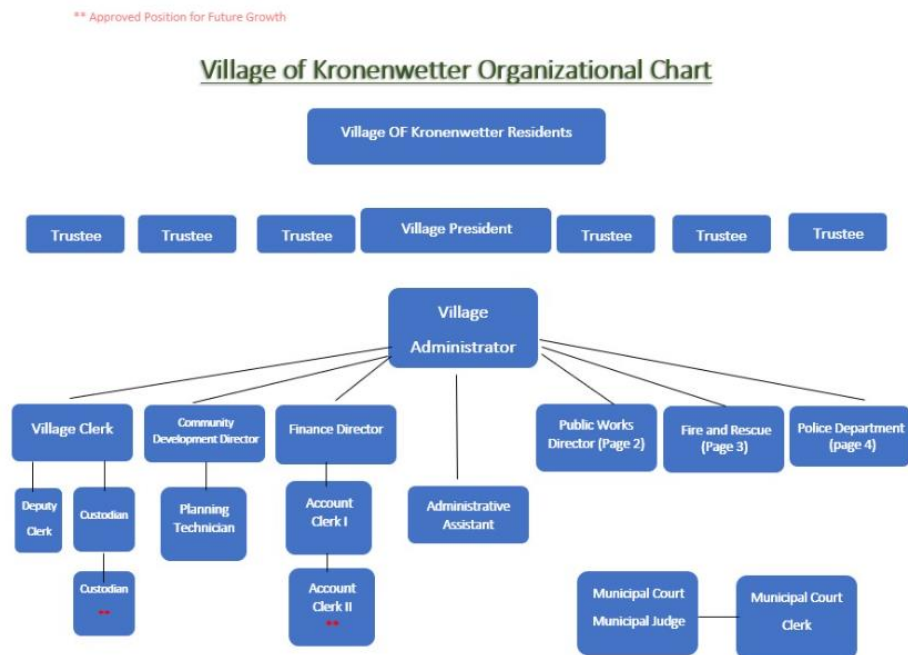 ** Approved Position for Future Growth
Village of Kronenwetter Organizational Chart
Village OF Kronenwetter Residents
Trustee
Trustee
Trustee
Village President
Trustee
Trustee
Trustee
Village
Administrator
Village Clerk
Community
Development Director
Finance Director
Public Works
Director (Page 2)
Fire and Rescue
(Page 3)
Police Department
(page 4)
Deputy
Clerk
Custodian
Planning
Technician
Account
Clerk I
Administrative
Assistant
Custodian
**
Account
Clerk II
**
Municipal Court
Municipal Judge
Municipal Court
Clerk